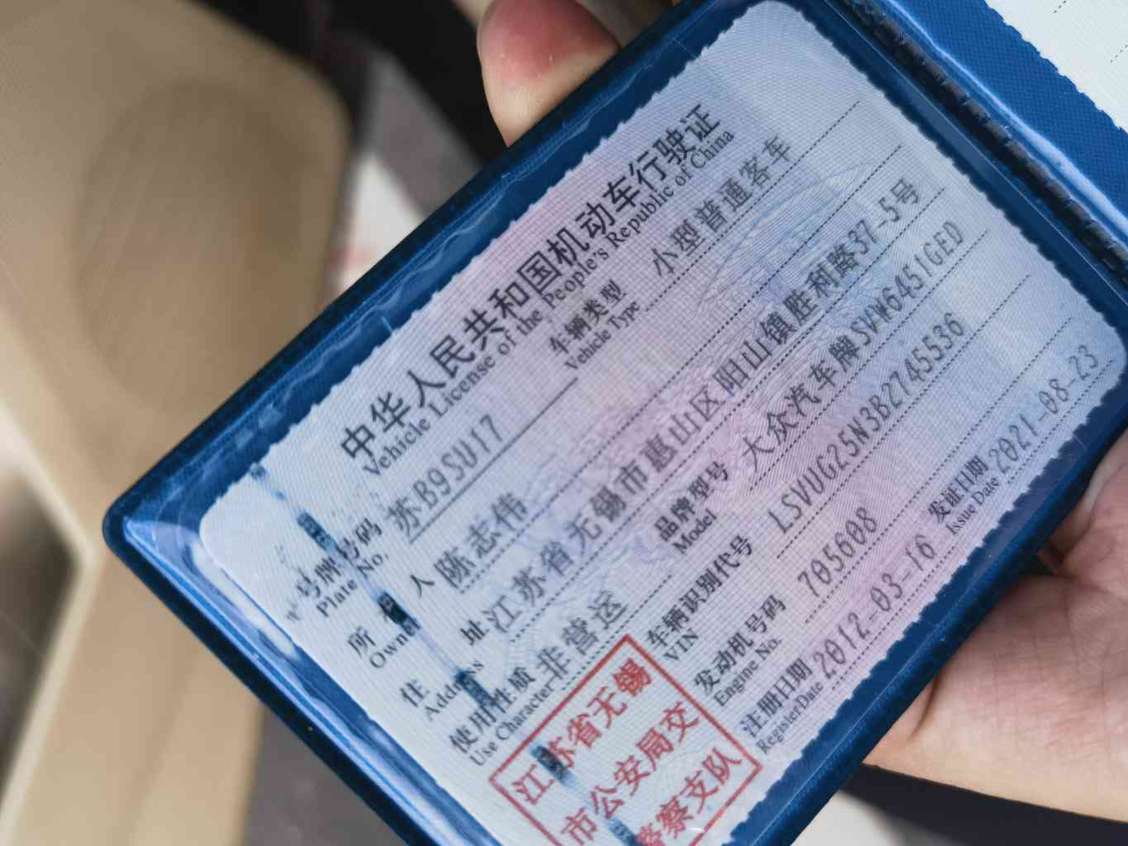 中华人民共和国机动车行驶证
Vehicle License of the People's Republic of China
号牌号码 苏B9SU17 车辆类型 小型普通客车
Plate No. Vehicle Type
所有人 陈志伟
Owner
住址 江苏省无锡市惠山区阳山镇胜利路37-5号
Address
使用性质 非营运 品牌型号 大众汽车牌SVW6451GED
Use Character Model
江苏省无锡
市公安局交
警察支队
车辆识别代号 LSVUG25N3B2745536
VIN
发动机号码 705608
Engine No.
注册日期 2012-03-16 发证日期 2021-08-23
Register Date Issue Date